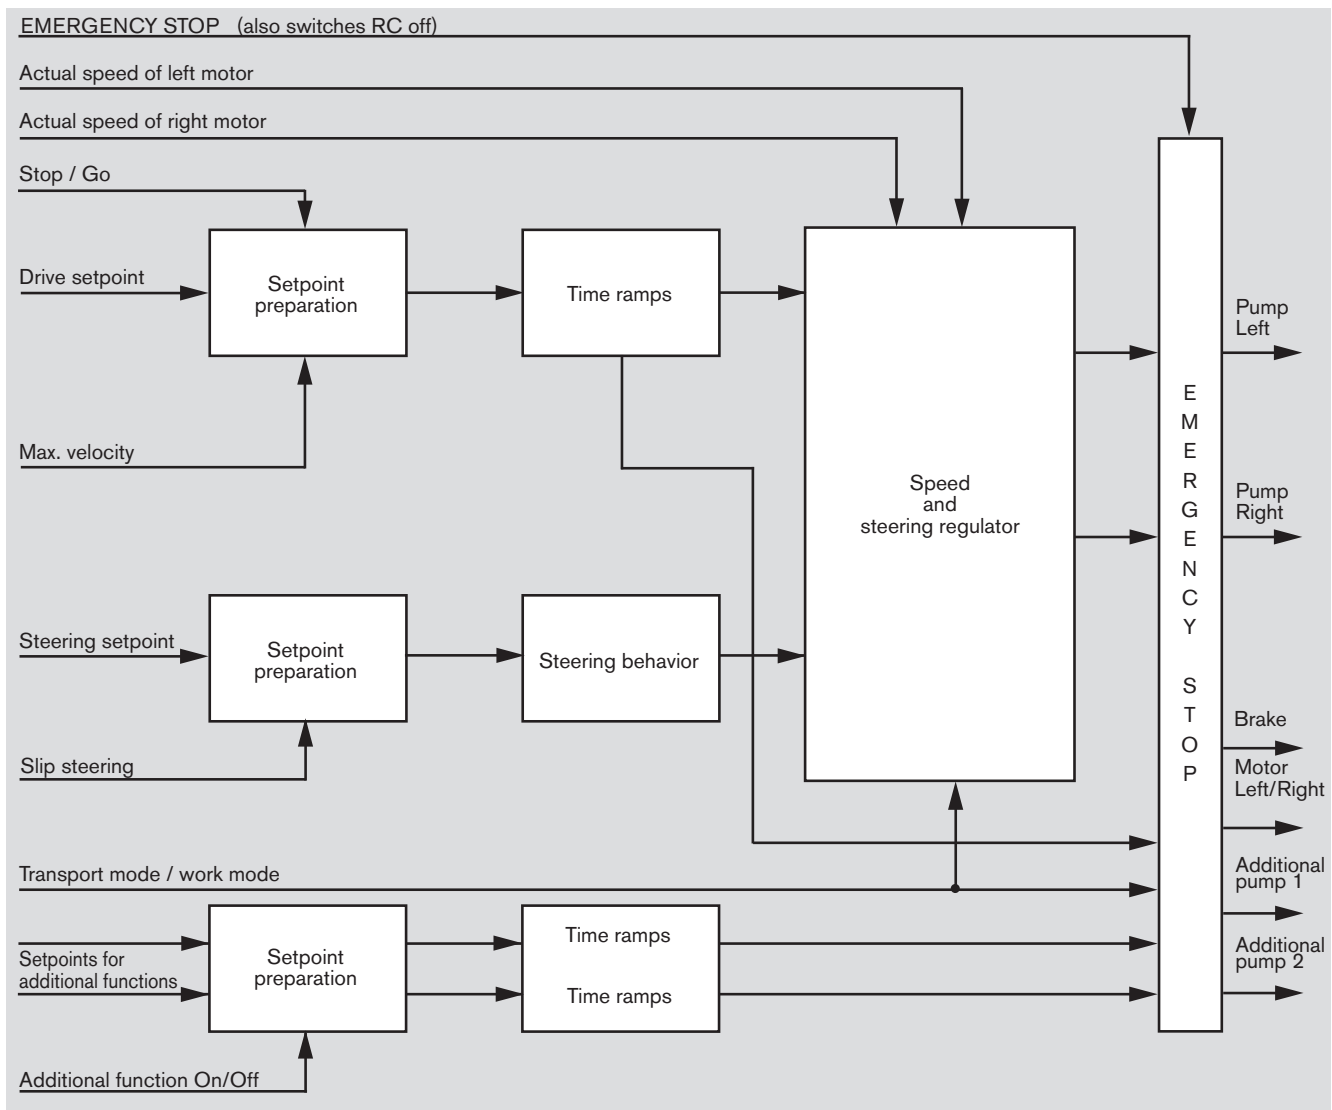 EMERGENCY STOP (also switches RC off)
Actual speed of left motor
Actual speed of right motor
Stop / Go
Drive setpoint
Setpoint
preparation
Time ramps
Max. velocity
Speed
and
steering regulator
Steering setpoint
Setpoint
preparation
Steering behavior
Slip steering
Transport mode / work mode
Setpoints for
additional functions
Setpoint
preparation
Time ramps
Time ramps
Additional function On/Off
E
M
E
R
G
E
N
C
Y
S
T
O
P
Pump
Left
Pump
Right
Brake
Motor
Left/Right
Additional
pump 1
Additional
pump 2